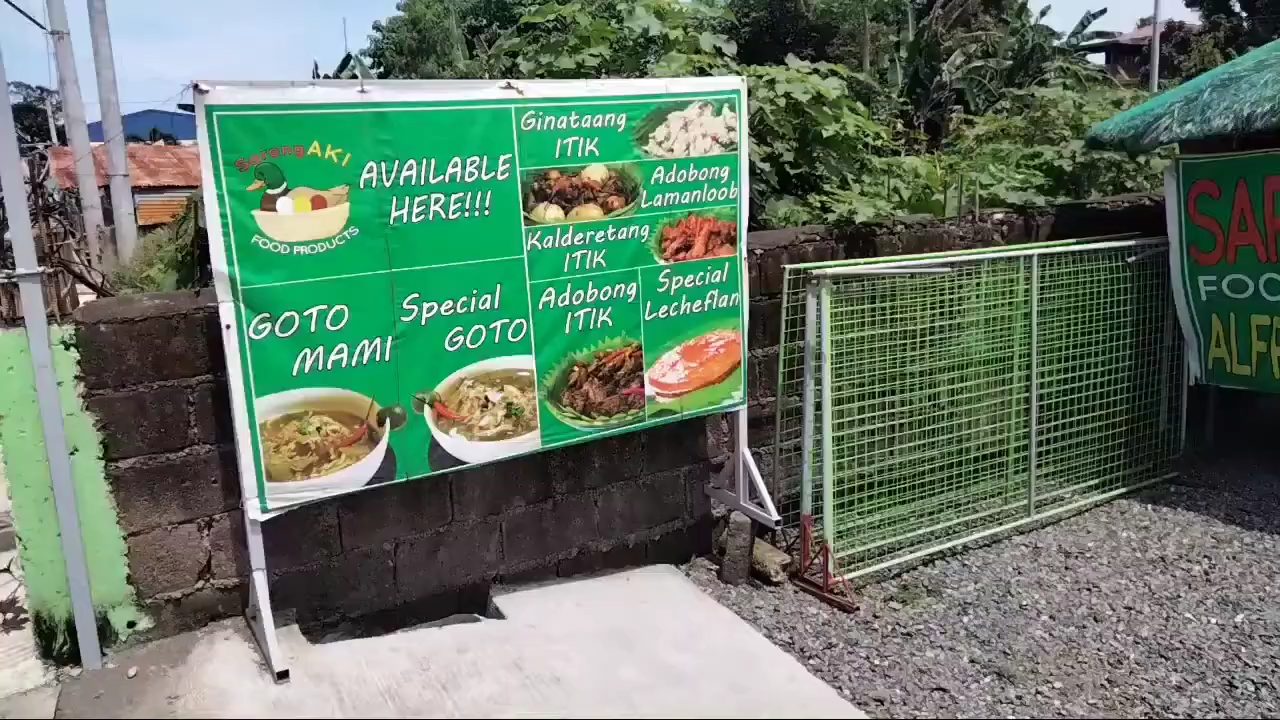 SarongAKI
FOOD PRODUCTS
AVAILABLE
HERE!!!
Ginataang
ITIK
Adobong
Lamanloob
Kalderetang
ITIK
GOTO
MAMI
Special
GOTO
Adobong
ITIK
Special
Lecheflan
SAR
FOO
ALF